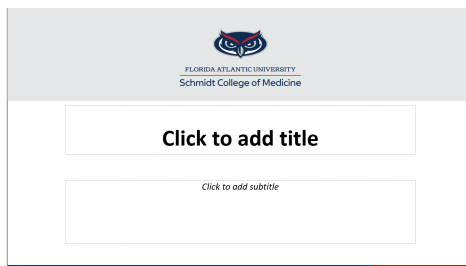 FLORIDA ATLANTIC UNIVERSITY
Schmidt College of Medicine
Click to add title
Click to add subtitle